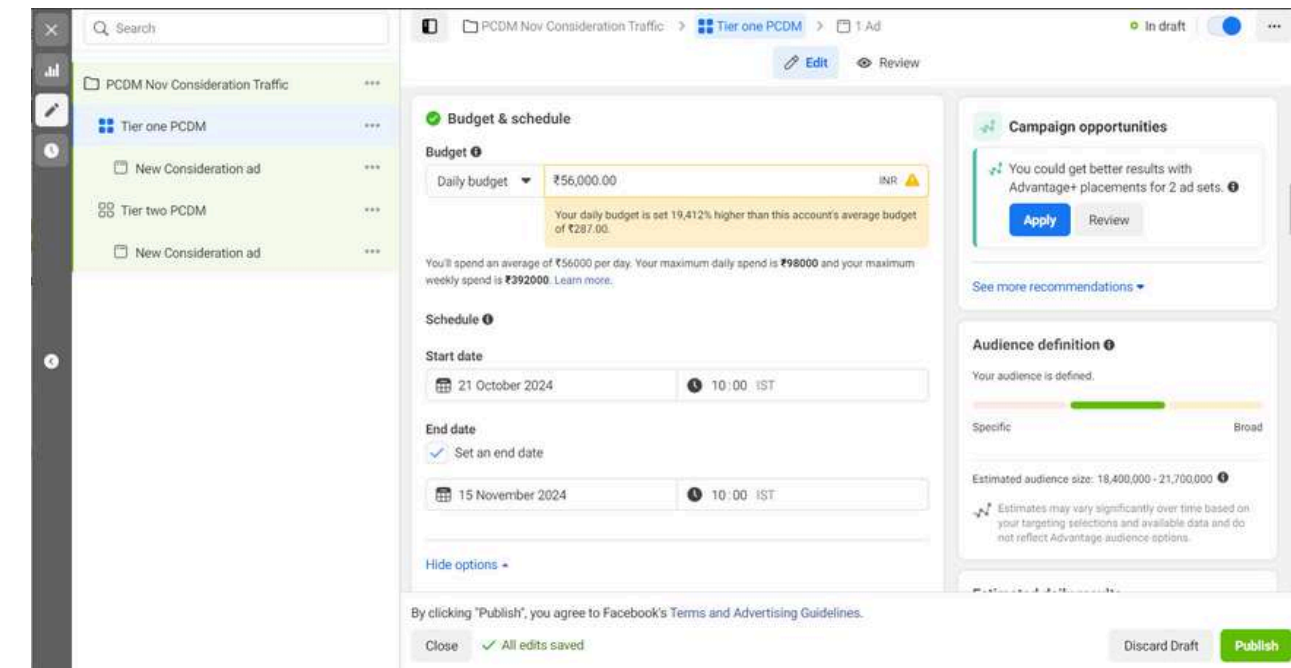 Search
PCDM Nov Consideration Traffic
Tier one PCDM
New Consideration ad
Tier two PCDM
New Consideration ad
PCDM Nov Consideration Traffic > Tier one PCDM > 1 Ad
In draft
Edit
Review
Budget & schedule
Budget
Daily budget
₹56,000.00
INR
Your daily budget is set 19,412% higher than this account's average budget
of ₹287.00.
You'll spend an average of ₹56000 per day. Your maximum daily spend is ₹98000 and your maximum
weekly spend is ₹392000. Learn more.
Schedule
Start date
21 October 2024
10:00 IST
End date
Set an end date
15 November 2024
10:00 IST
Hide options
Campaign opportunities
You could get better results with
Advantage+ placements for 2 ad sets.
Apply
Review
See more recommendations
Audience definition
Your audience is defined.
Specific
Broad
Estimated audience size: 18,400,000 - 21,700,000
Estimates may vary significantly over time based on
your targeting selections and available data and do
not reflect Advantage audience options.
By clicking "Publish", you agree to Facebook's Terms and Advertising Guidelines.
Close
All edits saved
Discard Draft
Publish